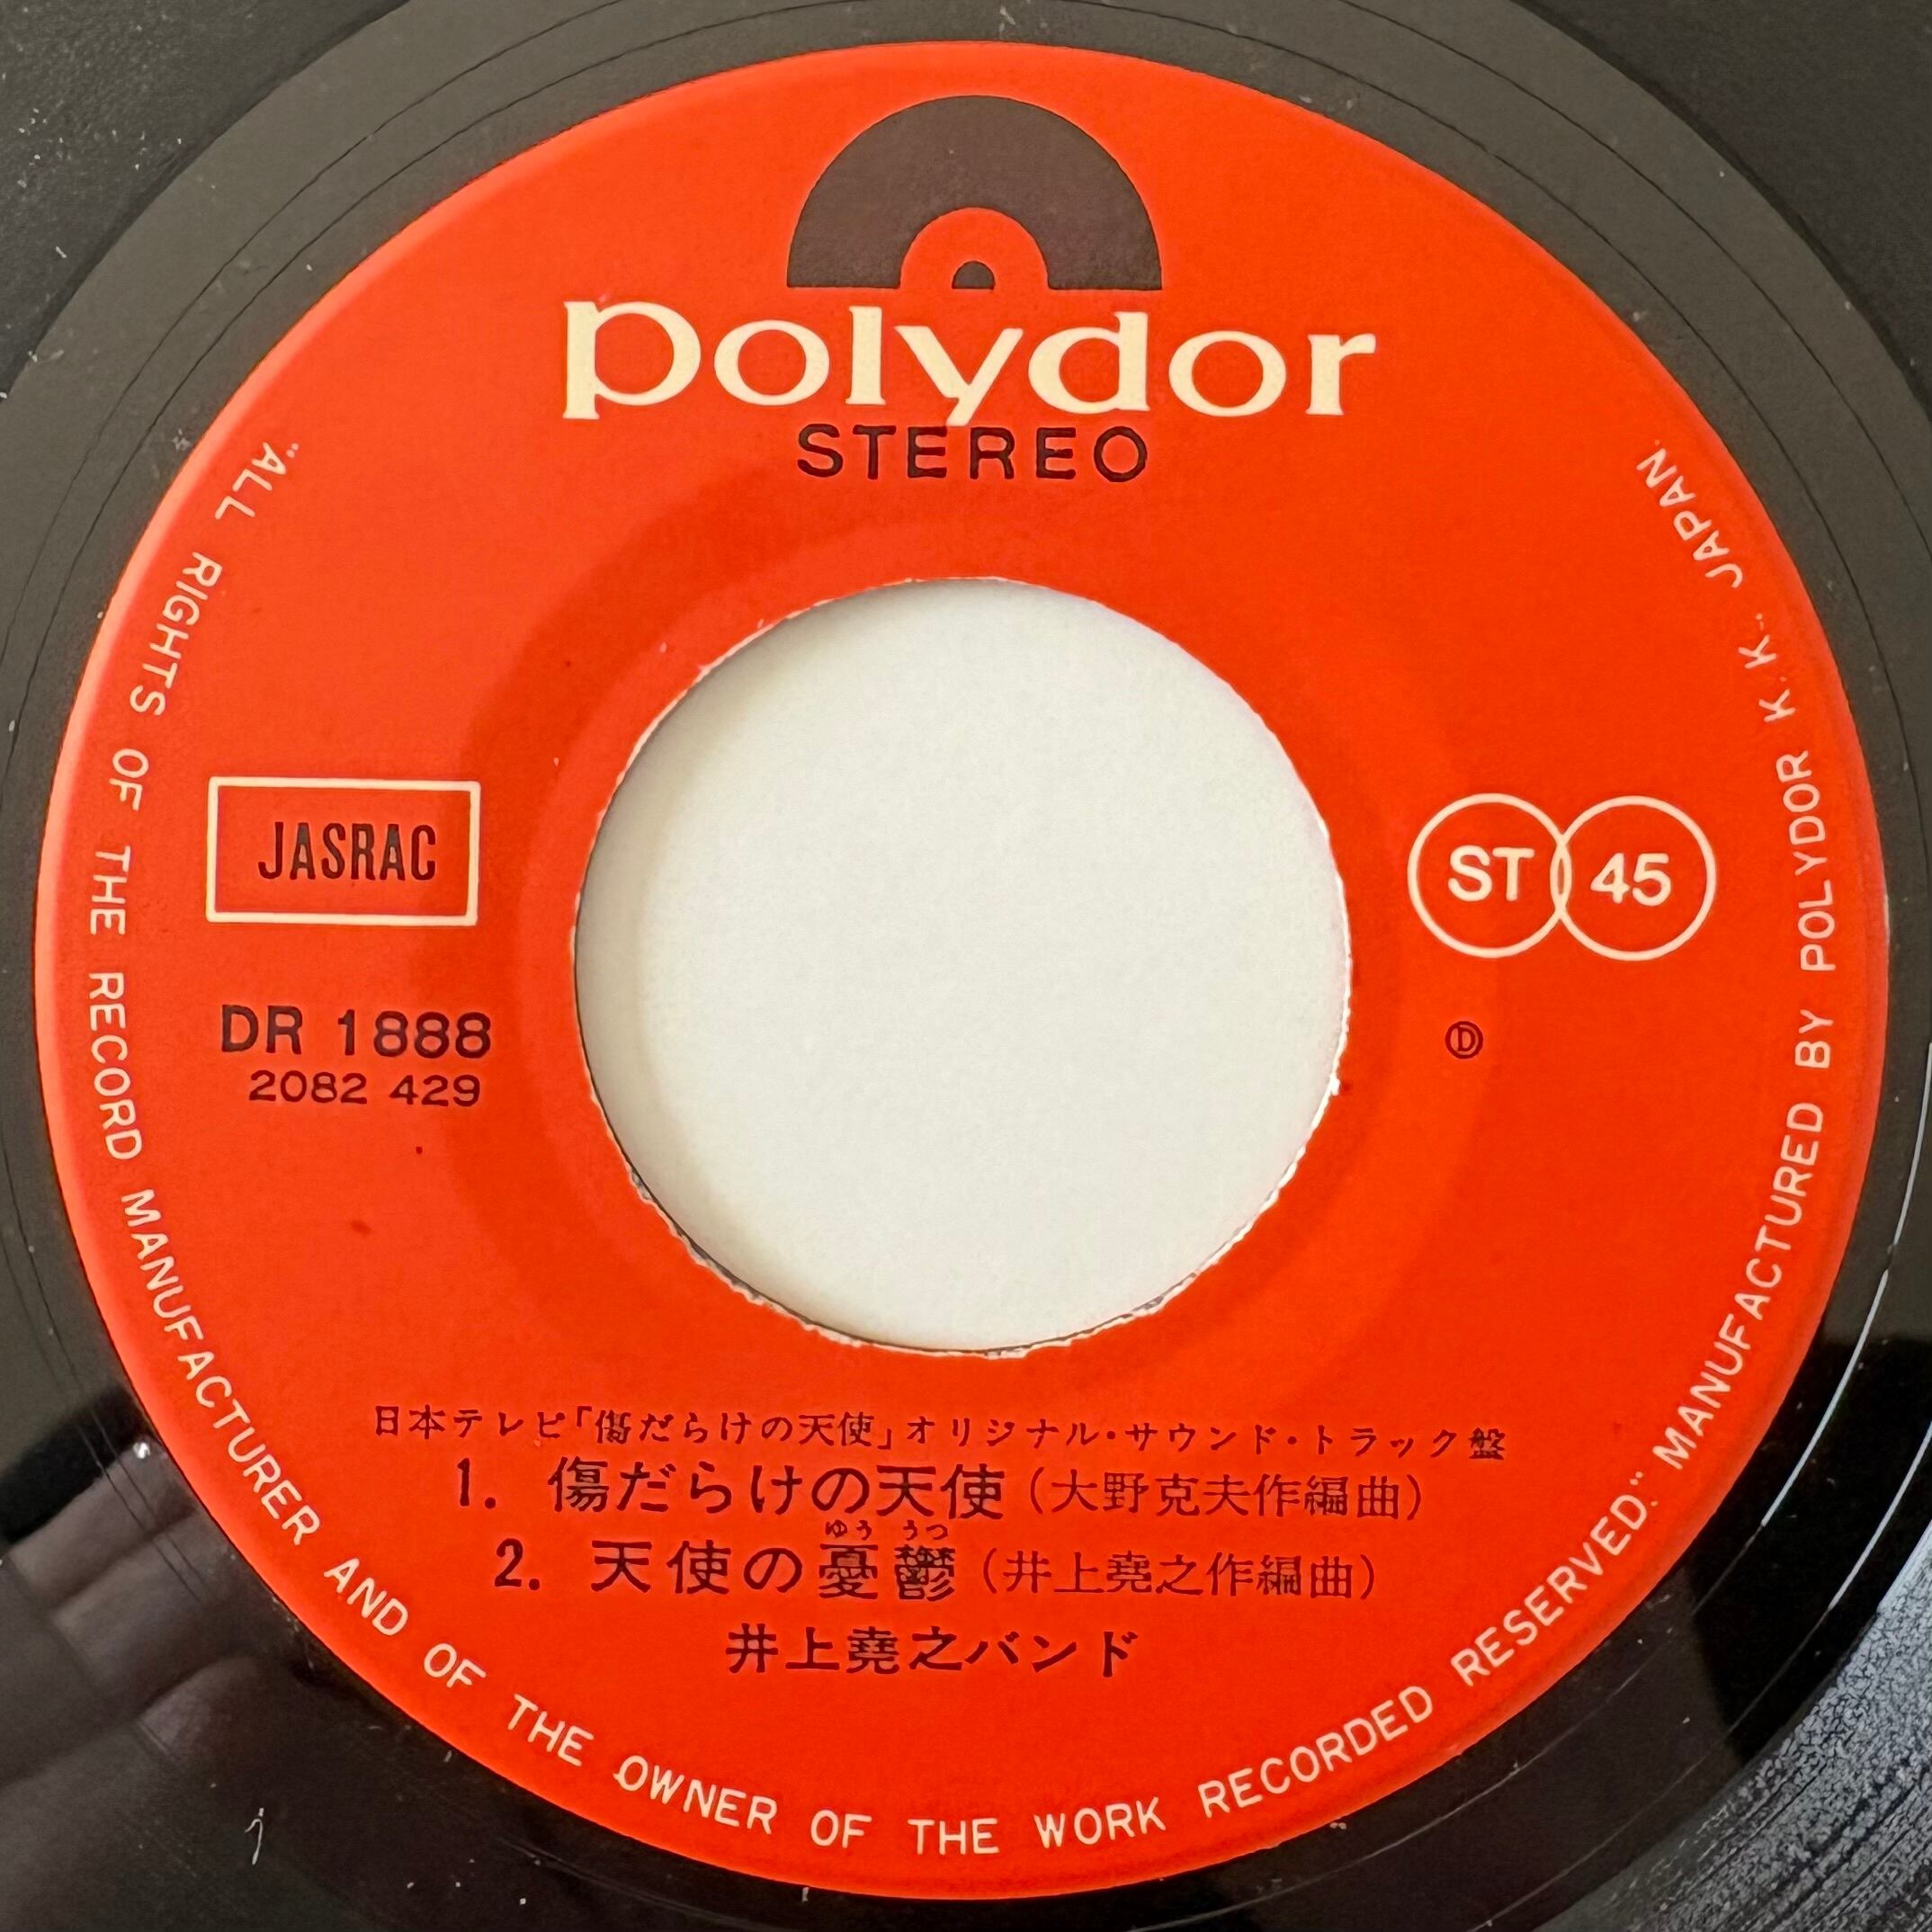 polydor
STEREO
JASRAC
ST 45
DR 1888
2082 429
Ⓓ
日本テレビ「傷だらけの天使」オリジナル・サウンド・トラック盤
1. 傷だらけの天使（大野克夫作編曲）
ゆう うつ
2. 天使の憂鬱（井上堯之作編曲）
井上堯之バンド
"ALL RIGHTS OF THE RECORD MANUFACTURER AND OF THE OWNER OF THE WORK RECORDED RESERVED." MANUFACTURED BY POLYDOR K.K. JAPAN